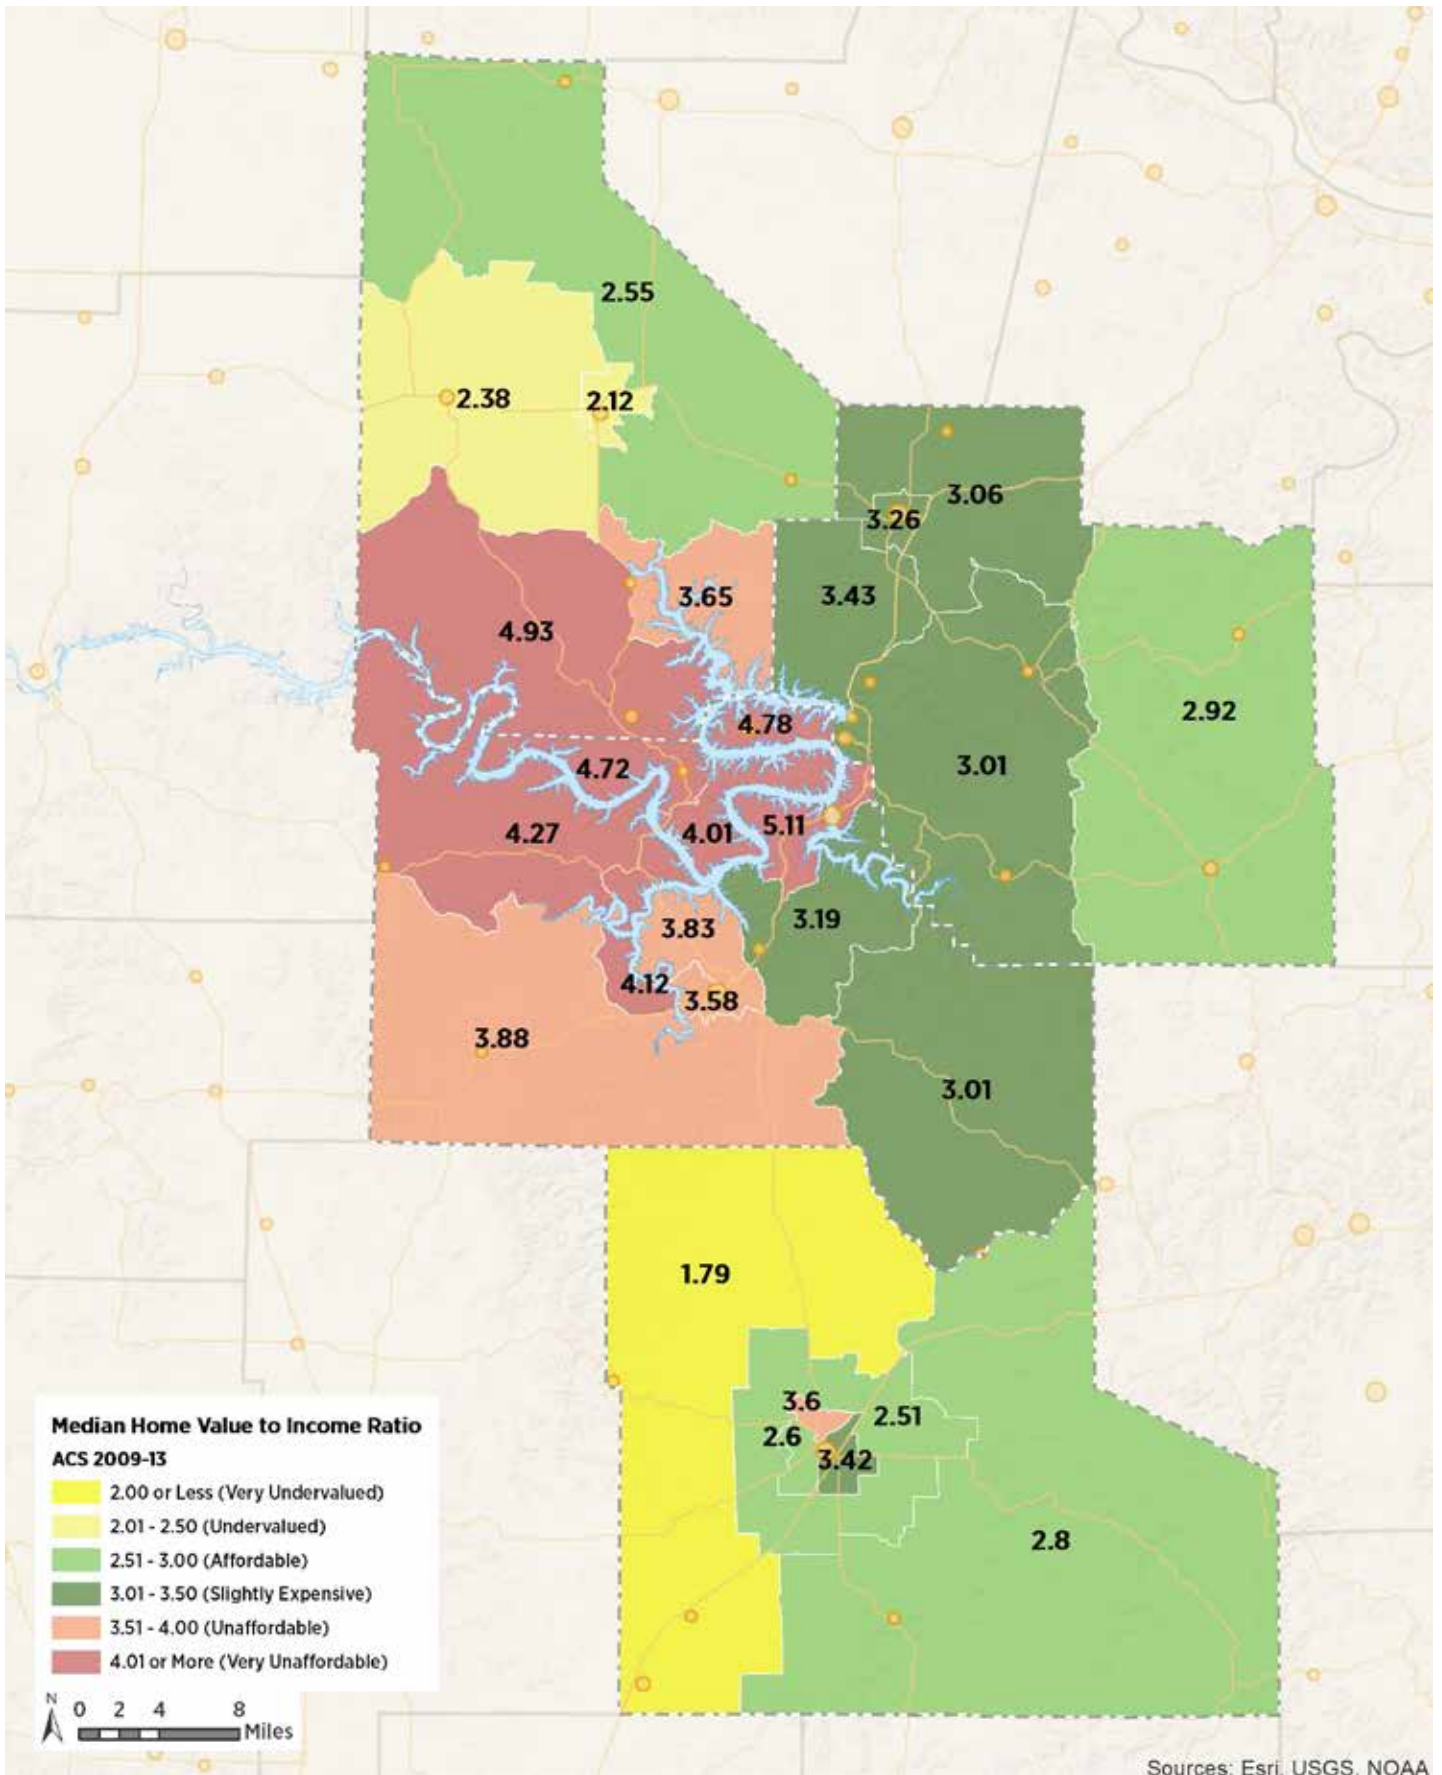 2.55
2.38
2.12
3.06
3.26
3.65
3.43
4.93
2.92
4.78
3.01
4.72
4.27
4.01
5.11
3.83
3.19
4.12
3.58
3.88
3.01
1.79
3.6
2.51
2.6
3.42
2.8
Median Home Value to Income Ratio
ACS 2009-13
2.00 or Less (Very Undervalued)
2.01 - 2.50 (Undervalued)
2.51 - 3.00 (Affordable)
3.01 - 3.50 (Slightly Expensive)
3.51 - 4.00 (Unaffordable)
4.01 or More (Very Unaffordable)
N
0 2 4 8
Miles
Sources: Esri, USGS, NOAA